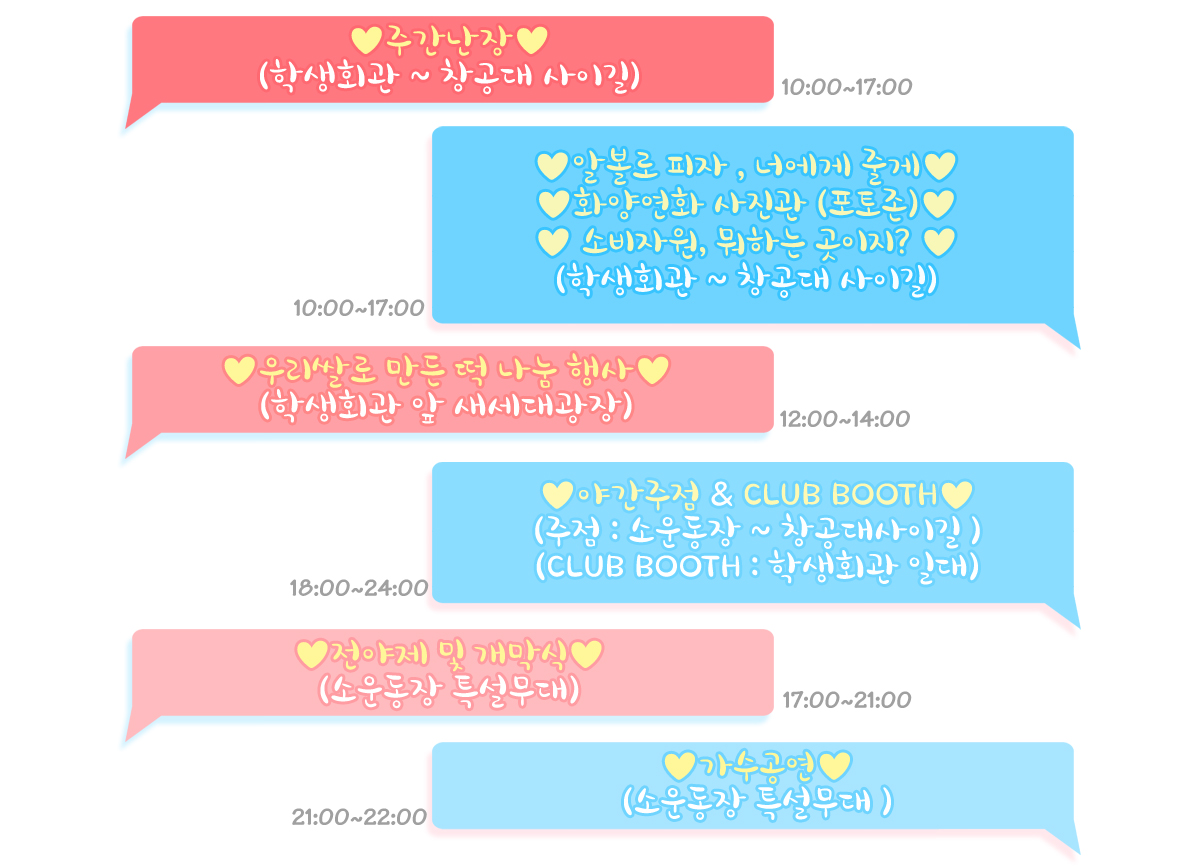 💛주간난장💛
(학생회관 ~ 창공대 사이길)
10:00~17:00
💛알볼로 피자 , 너에게 줄게💛
💛화양연화 사진관 (포토존)💛
💛 소비자원, 뭐하는 곳이지? 💛
(학생회관 ~ 창공대 사이길)
10:00~17:00
💛우리쌀로 만든 떡 나눔 행사💛
(학생회관 앞 새세대광장)
12:00~14:00
💛야간주점 & CLUB BOOTH💛
(주점 : 소운동장 ~ 창공대사이길 )
(CLUB BOOTH : 학생회관 일대)
18:00~24:00
💛전야제 및 개막식💛
(소운동장 특설무대)
17:00~21:00
💛가수공연💛
(소운동장 특설무대 )
21:00~22:00